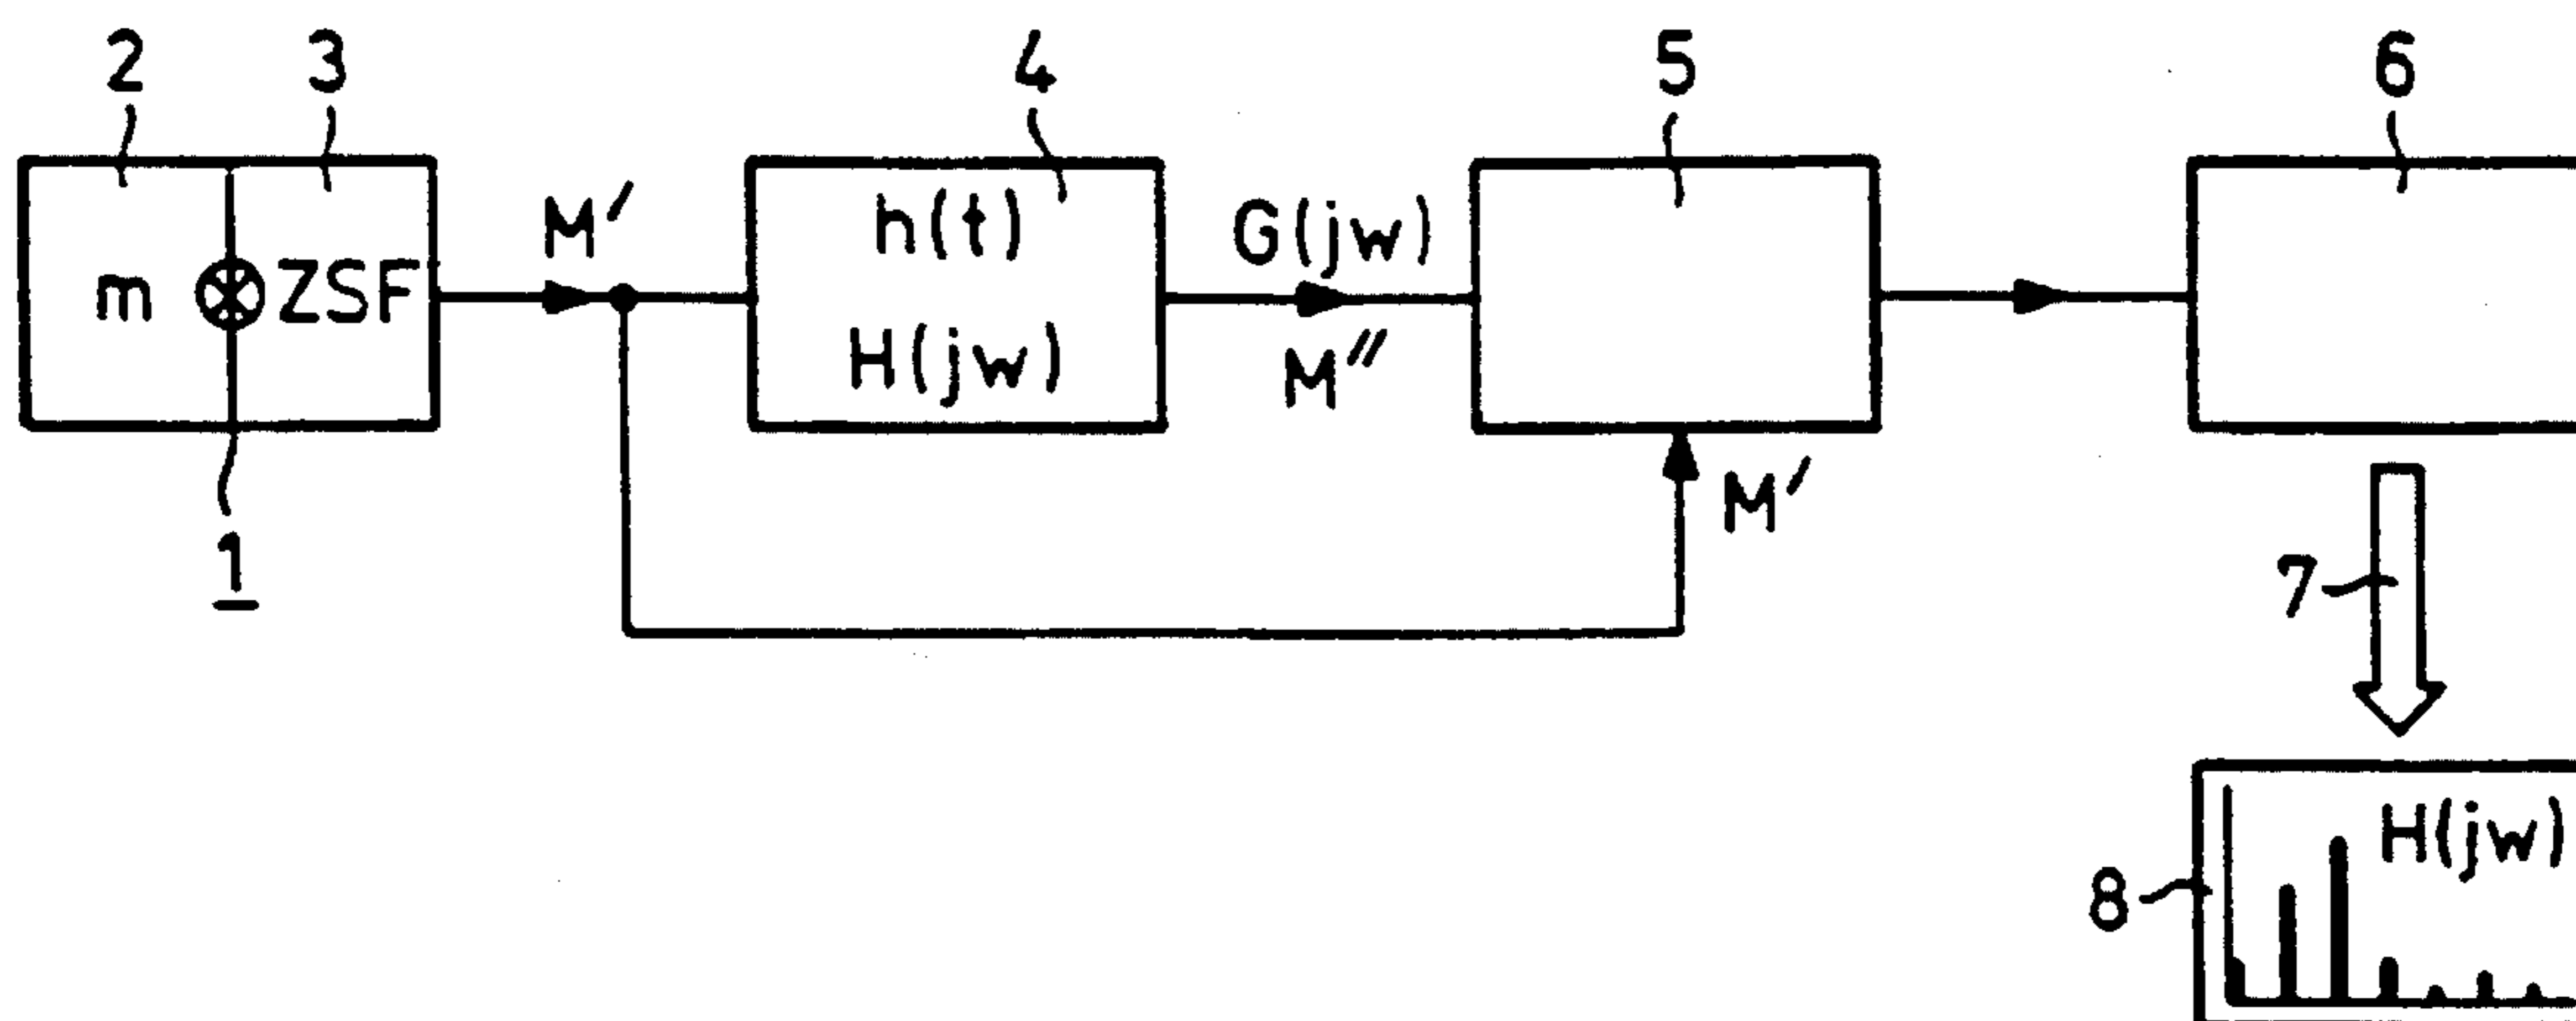 2 3 4 5 6
m ZSF M′ h(t) G(jw)
H(jw) M″
M′
1
7
H(jw)
8